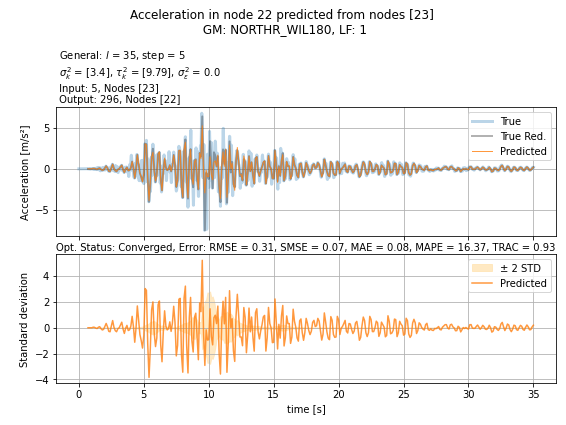 Acceleration in node 22 predicted from nodes [23]
GM: NORTHR_WIL180, LF: 1
General: l = 35, step = 5
σ²ₖ = [3.4], τ²ₖ = [9.79], σ²ε = 0.0
Input: 5, Nodes [23]
Output: 296, Nodes [22]
Acceleration [m/s²]
5
0
−5
True
True Red.
Predicted
Opt. Status: Converged, Error: RMSE = 0.31, SMSE = 0.07, MAE = 0.08, MAPE = 16.37, TRAC = 0.93
Standard deviation
4
2
0
−2
−4
± 2 STD
Predicted
0 5 10 15 20 25 30 35
time [s]